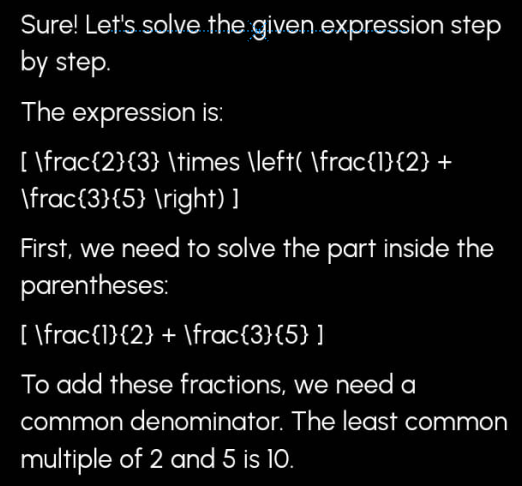 Sure! Let's solve the given expression step
by step.
The expression is:
[ \frac{2}{3} \times \left( \frac{1}{2} +
\frac{3}{5} \right) ]
First, we need to solve the part inside the
parentheses:
[ \frac{1}{2} + \frac{3}{5} ]
To add these fractions, we need a
common denominator. The least common
multiple of 2 and 5 is 10.